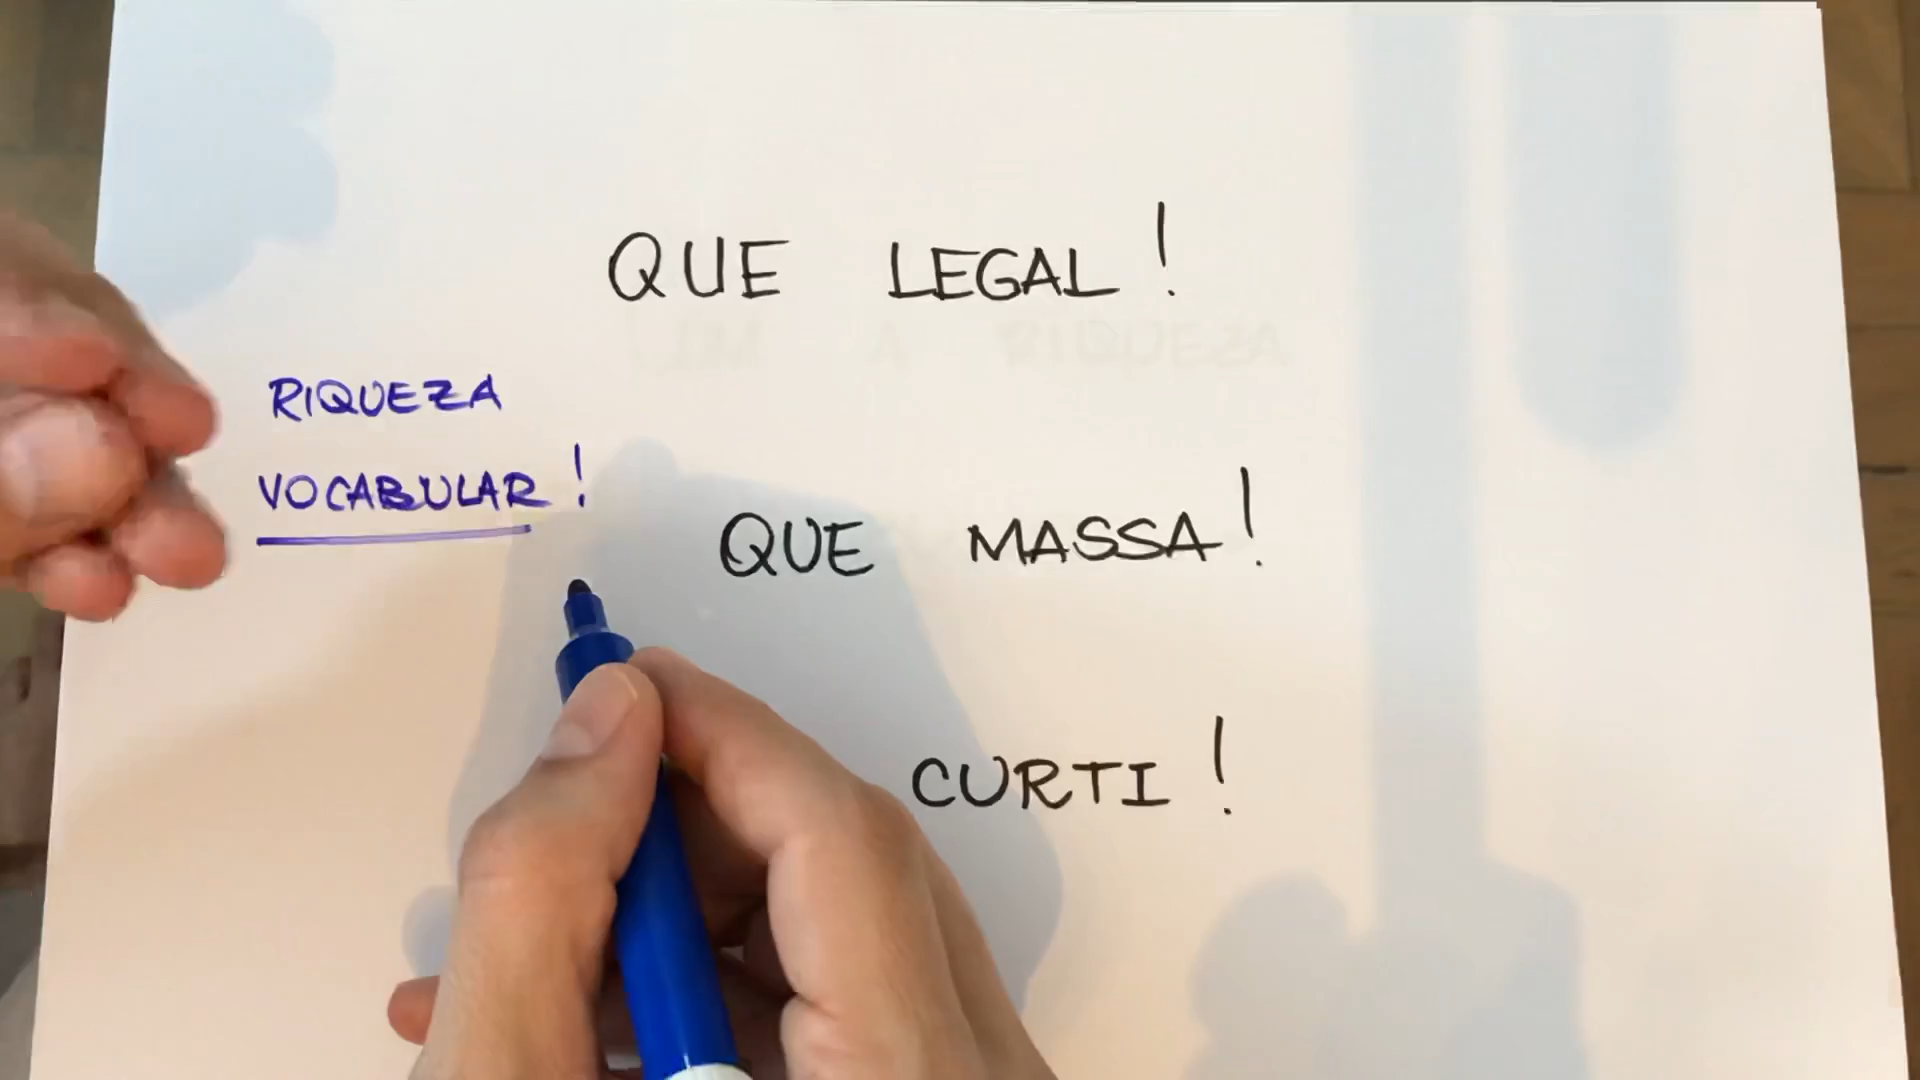 QUE LEGAL!
RIQUEZA
VOCABULAR!
QUE MASSA!
CURTI!